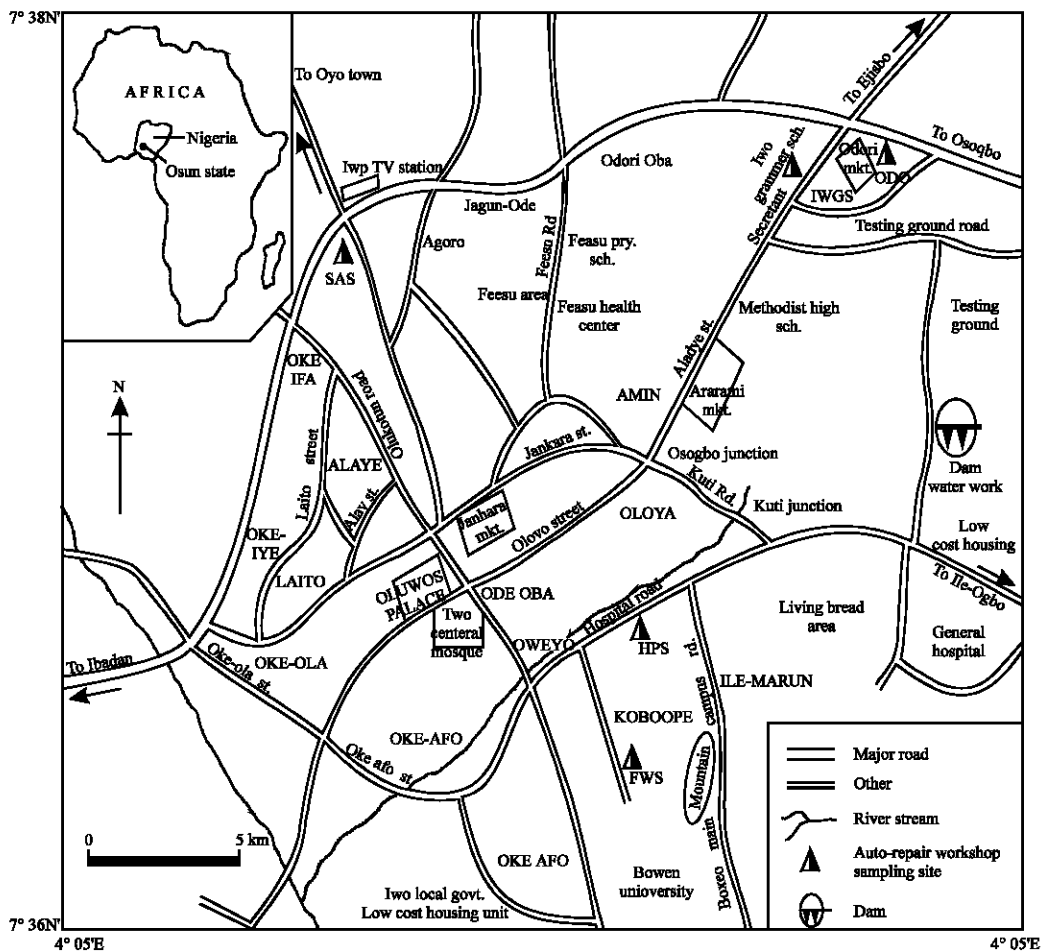 7° 38'N
AFRICA
Nigeria
Osun state
To Oyo town
Iwp TV station
SAS
Jagun-Ode
Agoro
Odori Oba
Feesu Rd
Feasu pry.
sch.
Feesu area
Feasu health
center
To Ejisbo
To Osoqbo
Iwo
grammer sch.
Secretant
Odori
mkt.
ODO
IWGS
Testing ground road
Methodist high
sch.
Testing
ground
Aladye st.
AMIN
Ararami
mkt.
N
OKE
IFA
Olukotun road
Laito street
ALAYE
Alay st.
OKE-
IYE
LAITO
Jankara st.
Janhara
mkt.
Olovo street
OLOYA
Osogbo junction
Kuti Rd
Kuti junction
Dam
water work
Low
cost housing
To Ile-Ogbo
OLUWOS
PALACE
Two
centeral
mosque
ODE OBA
OWEYO
Hospital road
HPS
Living bread
area
General
hospital
To Ibadan
OKE-OLA
Oke-ola st.
OKE-AFO
Oke afo st.
KOBOOPE
FWS
ILE-MARUN
Mountain
Boxeo main campus rd.
OKE AFO
Bowen
unioversity
Iwo local govt.
Low cost housing unit
0 5 km
Major road
Other
River stream
Auto-repair workshop
sampling site
Dam
7° 36'N
4° 05'E
4° 05'E